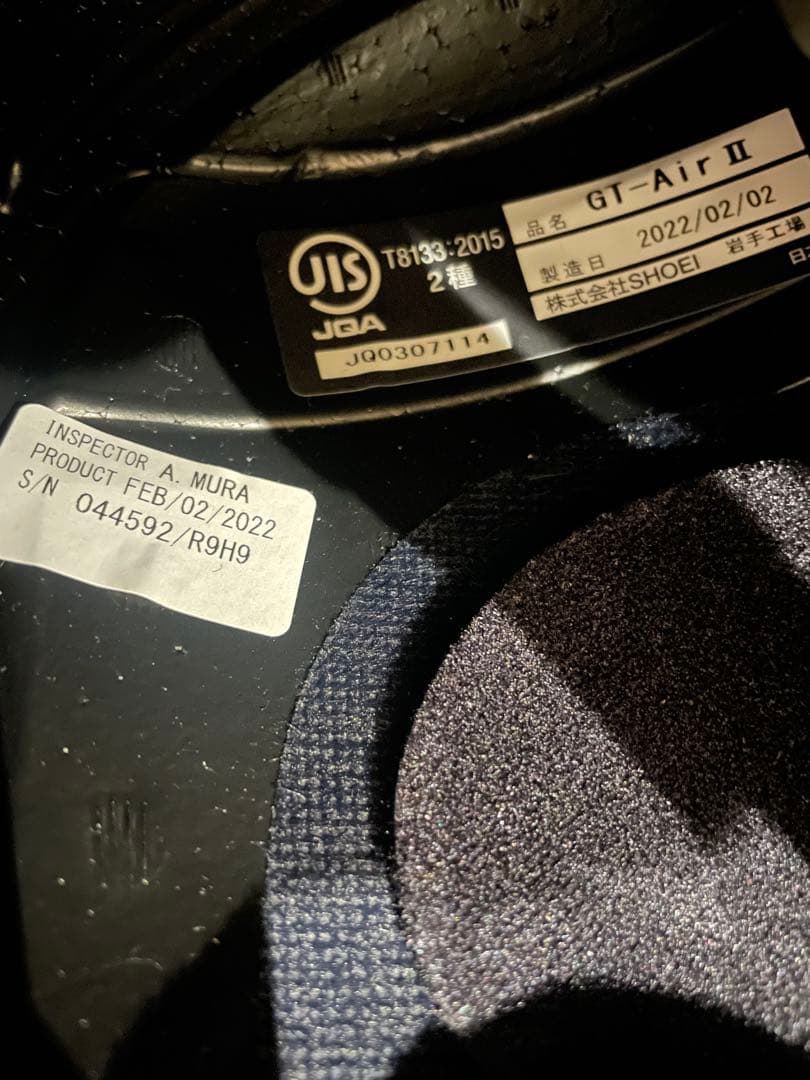 品名 GT-Air II
製造日 2022/02/02
株式会社SHOEI 岩手工場
JIS T8133:2015
2種
JQA
JQ0307114
INSPECTOR A. MURA
PRODUCT FEB/02/2022
S/N 044592/R9H9